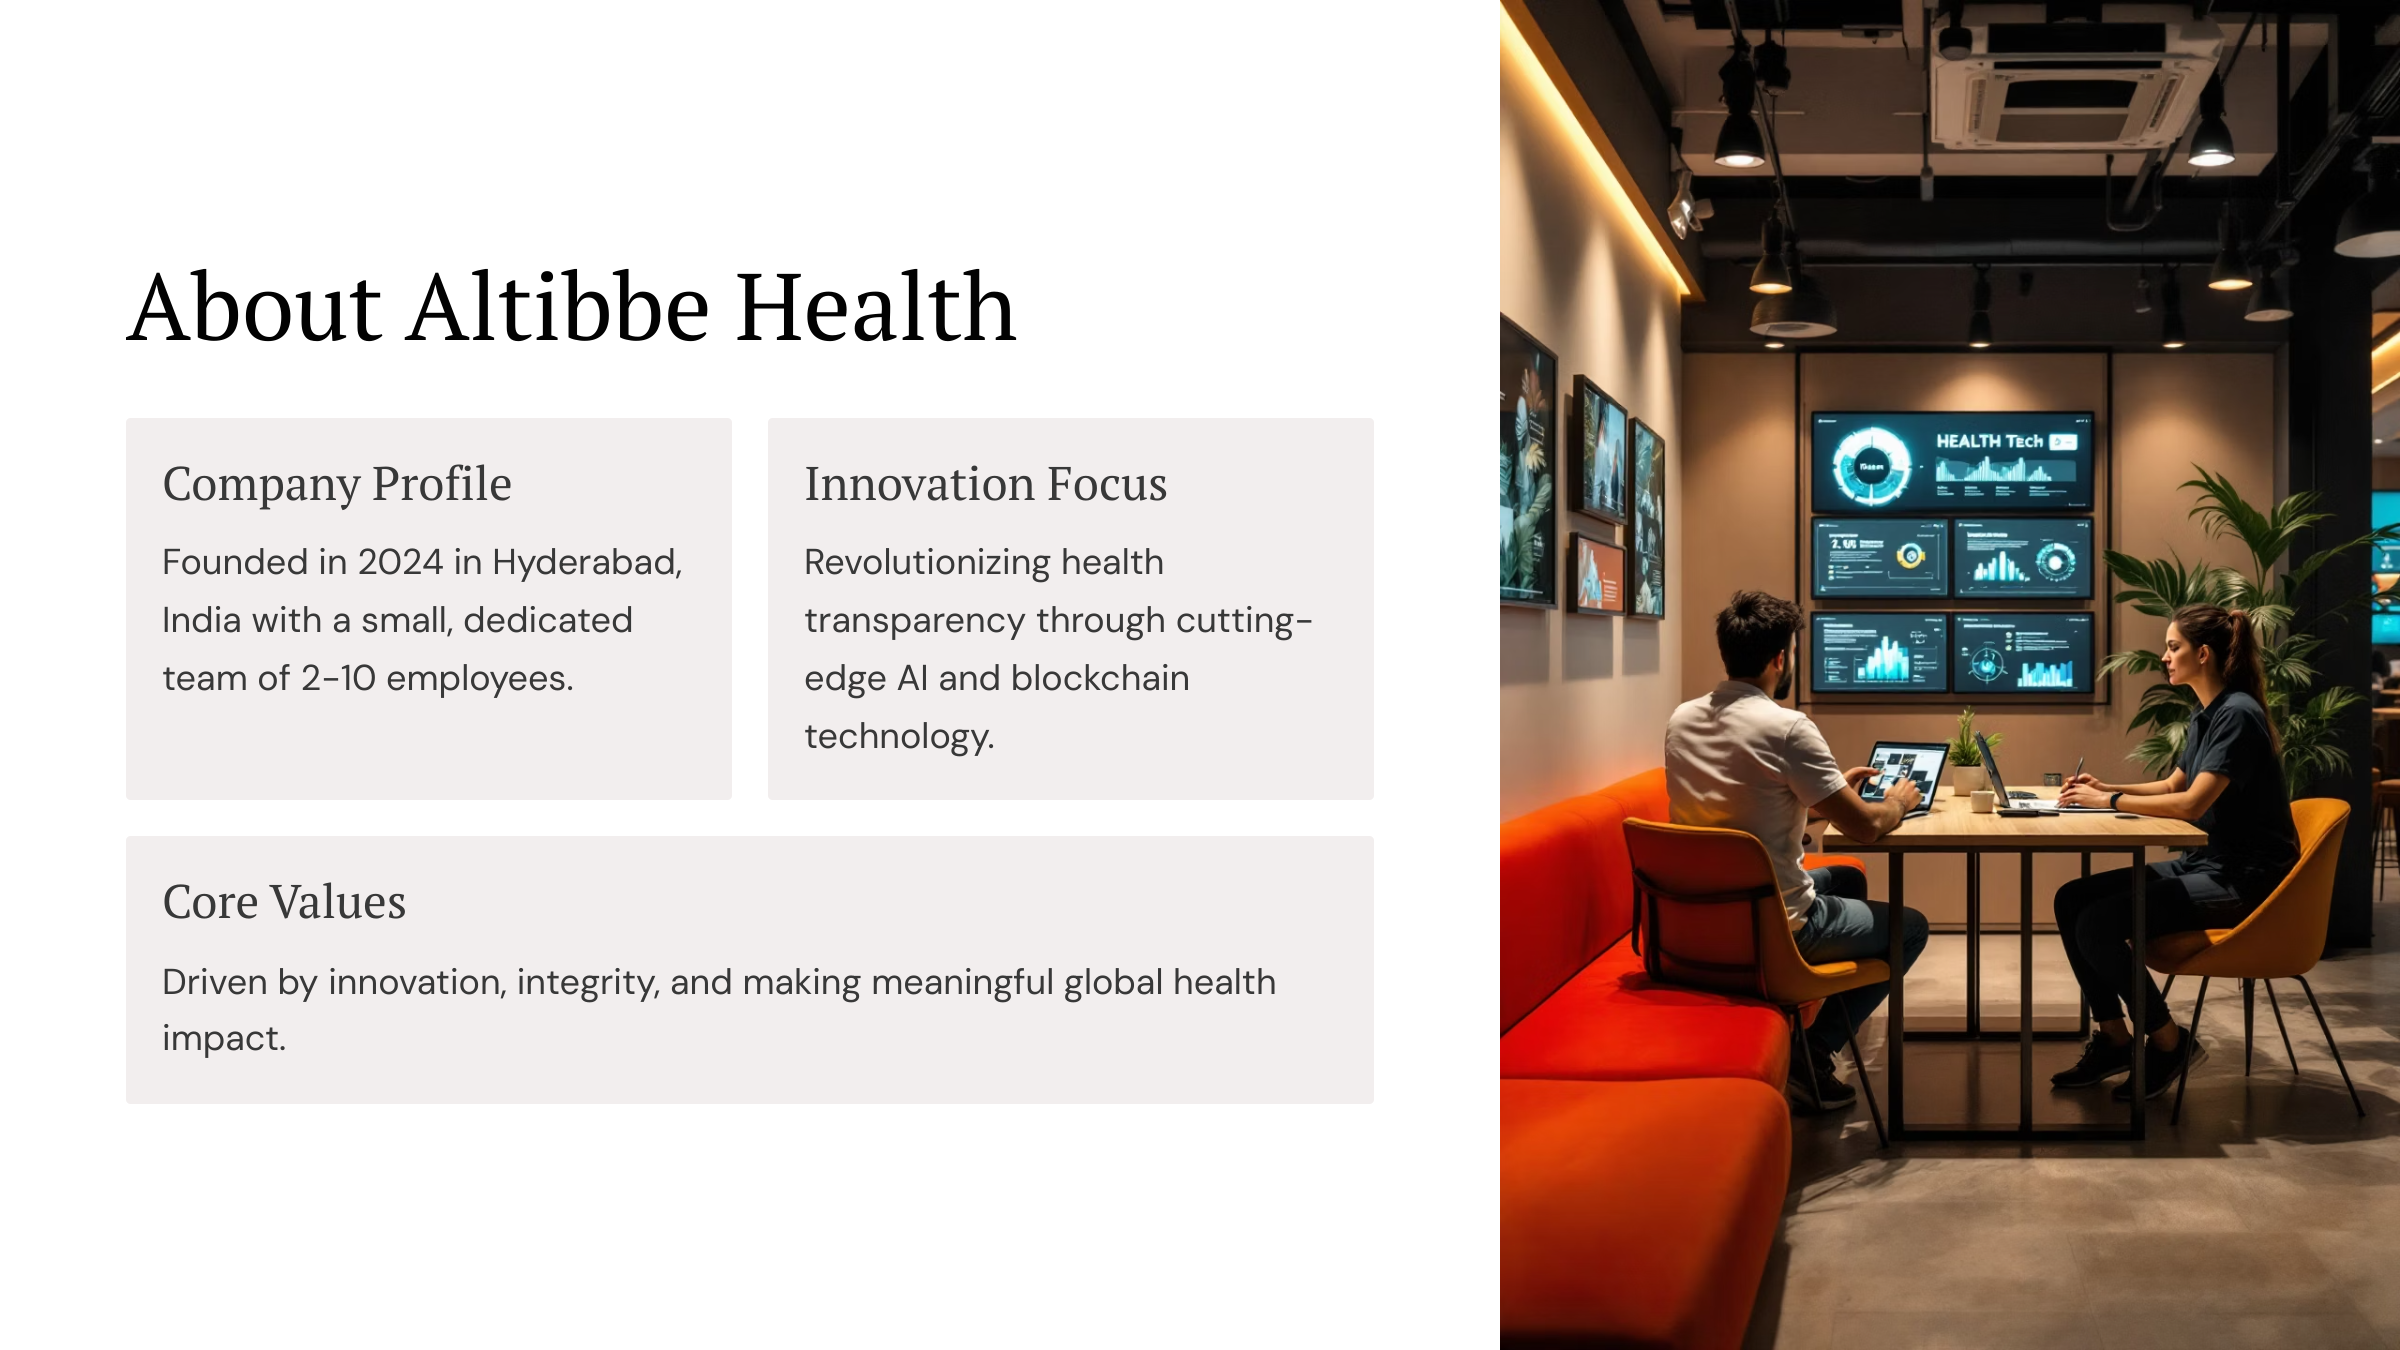 About Altibbe Health
Company Profile
Founded in 2024 in Hyderabad,
India with a small, dedicated
team of 2-10 employees.
Innovation Focus
Revolutionizing health
transparency through cutting-
edge AI and blockchain
technology.
Core Values
Driven by innovation, integrity, and making meaningful global health
impact.
HEALTH Tech